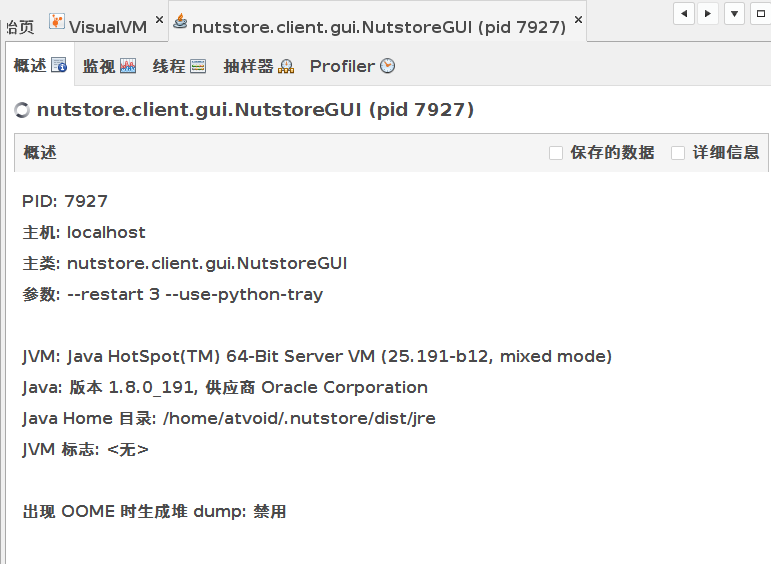 始页 VisualVM × nutstore.client.gui.NutstoreGUI (pid 7927) ×
概述 监视 线程 抽样器 Profiler
nutstore.client.gui.NutstoreGUI (pid 7927)
概述 保存的数据 详细信息
PID: 7927
主机: localhost
主类: nutstore.client.gui.NutstoreGUI
参数: --restart 3 --use-python-tray
JVM: Java HotSpot(TM) 64-Bit Server VM (25.191-b12, mixed mode)
Java: 版本 1.8.0_191, 供应商 Oracle Corporation
Java Home 目录: /home/atvoid/.nutstore/dist/jre
JVM 标志: <无>
出现 OOME 时生成堆 dump: 禁用